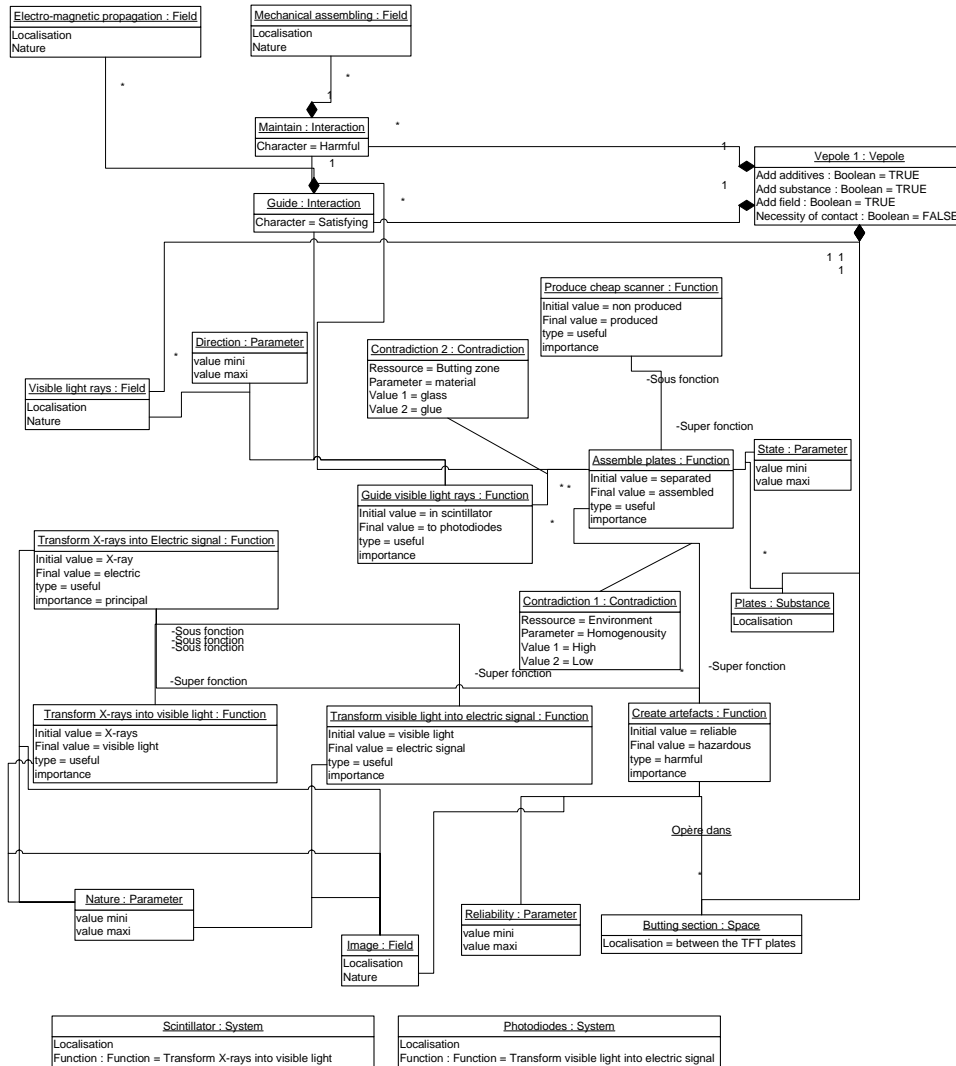 Electro-magnetic propagation : Field
Localisation
Nature
Mechanical assembling : Field
Localisation
Nature
*
*
1
Maintain : Interaction
Character = Harmful
*
1
1
Vepole 1 : Vepole
Add additives : Boolean = TRUE
Add substance : Boolean = TRUE
Add field : Boolean = TRUE
Necessity of contact : Boolean = FALSE
Guide : Interaction
Character = Satisfying
*
1
1 1
1
Produce cheap scanner : Function
Initial value = non produced
Final value = produced
type = useful
importance
Direction : Parameter
value mini
value maxi
Contradiction 2 : Contradiction
Ressource = Butting zone
Parameter = material
Value 1 = glass
Value 2 = glue
*
Visible light rays : Field
Localisation
Nature
-Sous fonction
-Super fonction
Assemble plates : Function
Initial value = separated
Final value = assembled
type = useful
importance
State : Parameter
value mini
value maxi
Guide visible light rays : Function
Initial value = in scintillator
Final value = to photodiodes
type = useful
importance
* *
*
*
Transform X-rays into Electric signal : Function
Initial value = X-ray
Final value = electric
type = useful
importance = principal
Contradiction 1 : Contradiction
Ressource = Environment
Parameter = Homogenousity
Value 1 = High
Value 2 = Low
Plates : Substance
Localisation
-Sous fonction
-Sous fonction
-Sous fonction
-Super fonction
-Super fonction
*
-Super fonction
Transform X-rays into visible light : Function
Initial value = X-rays
Final value = visible light
type = useful
importance
Transform visible light into electric signal : Function
Initial value = visible light
Final value = electric signal
type = useful
importance
Create artefacts : Function
Initial value = reliable
Final value = hazardous
type = harmful
importance
Opère dans
*
Nature : Parameter
value mini
value maxi
Reliability : Parameter
value mini
value maxi
Butting section : Space
Localisation = between the TFT plates
Image : Field
Localisation
Nature
Scintillator : System
Localisation
Function : Function = Transform X-rays into visible light
Photodiodes : System
Localisation
Function : Function = Transform visible light into electric signal